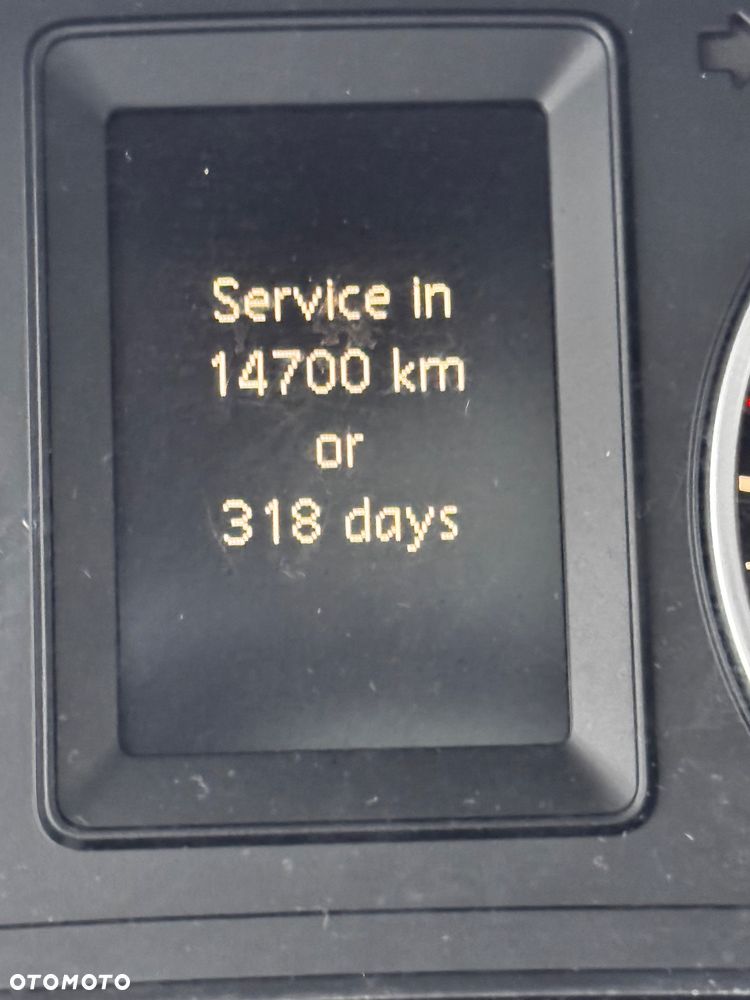 Service in
14700 km
or
318 days
OTOMOTO